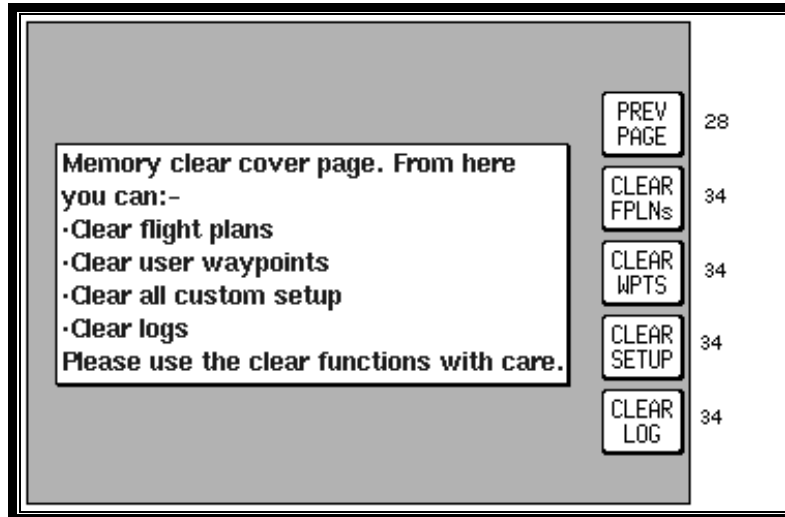 Memory clear cover page. From here
you can:-
·Clear flight plans
·Clear user waypoints
·Clear all custom setup
·Clear logs
Please use the clear functions with care.
PREV
PAGE
28
CLEAR
FPLNs
34
CLEAR
WPTS
34
CLEAR
SETUP
34
CLEAR
LOG
34